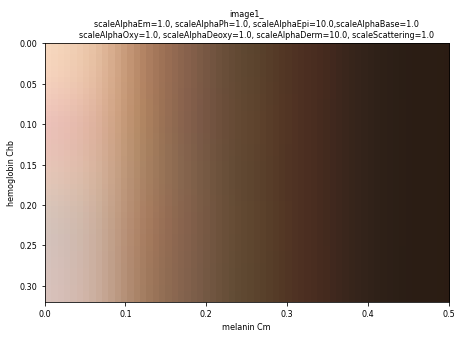 image1_
scaleAlphaEm=1.0, scaleAlphaPh=1.0, scaleAlphaEpi=10.0,scaleAlphaBase=1.0
scaleAlphaOxy=1.0, scaleAlphaDeoxy=1.0, scaleAlphaDerm=10.0, scaleScattering=1.0
0.00
0.05
0.10
0.15
0.20
0.25
0.30
hemoglobin Chb
0.0 0.1 0.2 0.3 0.4 0.5
melanin Cm